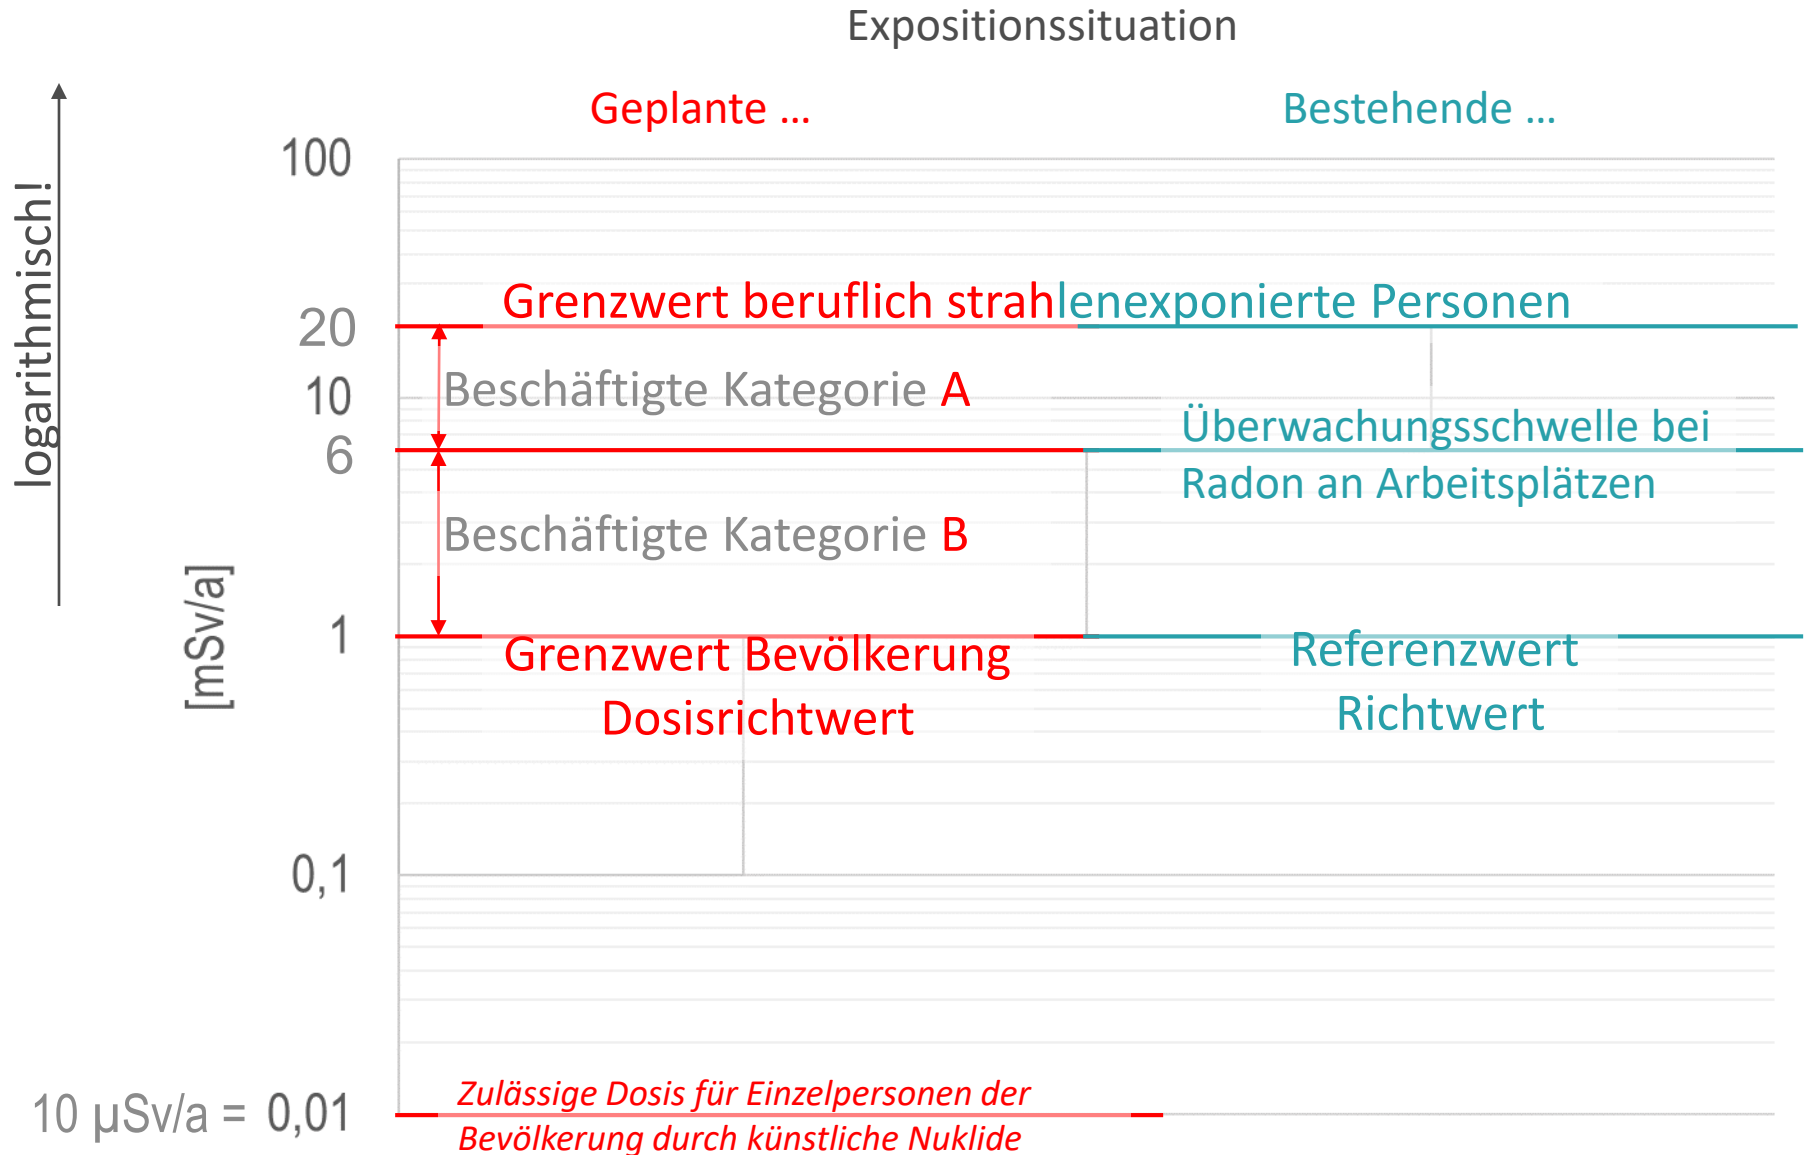 Expositionssituation
Geplante ...
Bestehende ...
logarithmisch!
[mSv/a]
100
Grenzwert beruflich strahlenexponierte Personen
20
Beschäftigte Kategorie A
10
Überwachungsschwelle bei
6
Radon an Arbeitsplätzen
Beschäftigte Kategorie B
1
Grenzwert Bevölkerung
Referenzwert
Dosisrichtwert
Richtwert
0,1
Zulässige Dosis für Einzelpersonen der
10 µSv/a = 0,01
Bevölkerung durch künstliche Nuklide